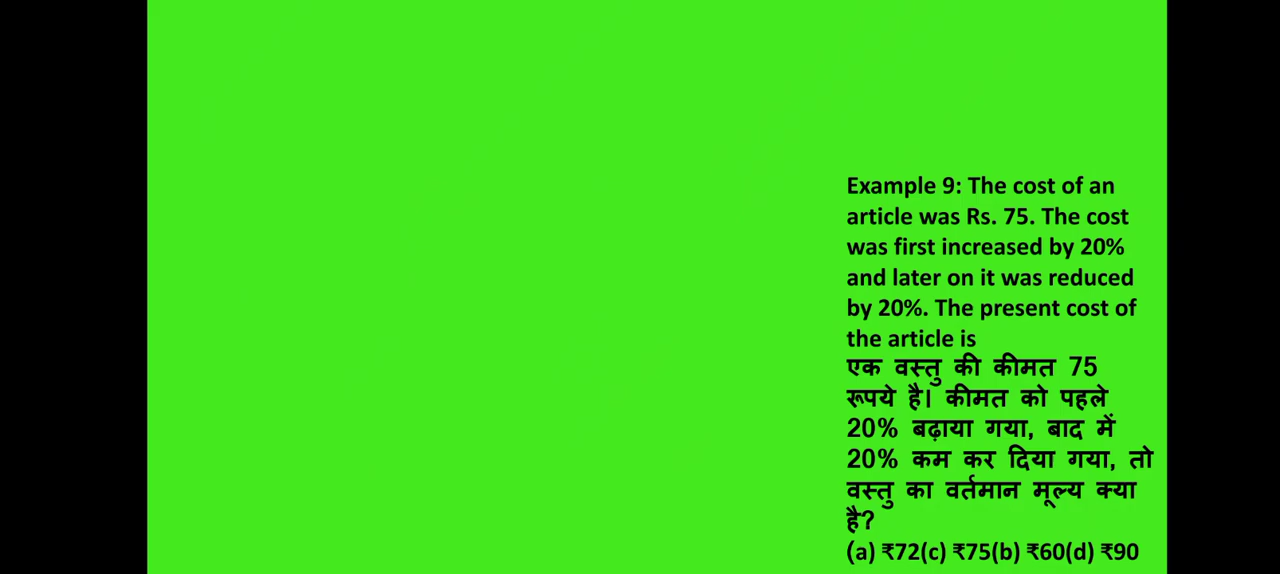 Example 9: The cost of an
article was Rs. 75. The cost
was first increased by 20%
and later on it was reduced
by 20%. The present cost of
the article is
एक वस्तु की कीमत 75
रूपये है। कीमत को पहले
20% बढ़ाया गया, बाद में
20% कम कर दिया गया, तो
वस्तु का वर्तमान मूल्य क्या
है?
(a) ₹72(c) ₹75(b) ₹60(d) ₹90